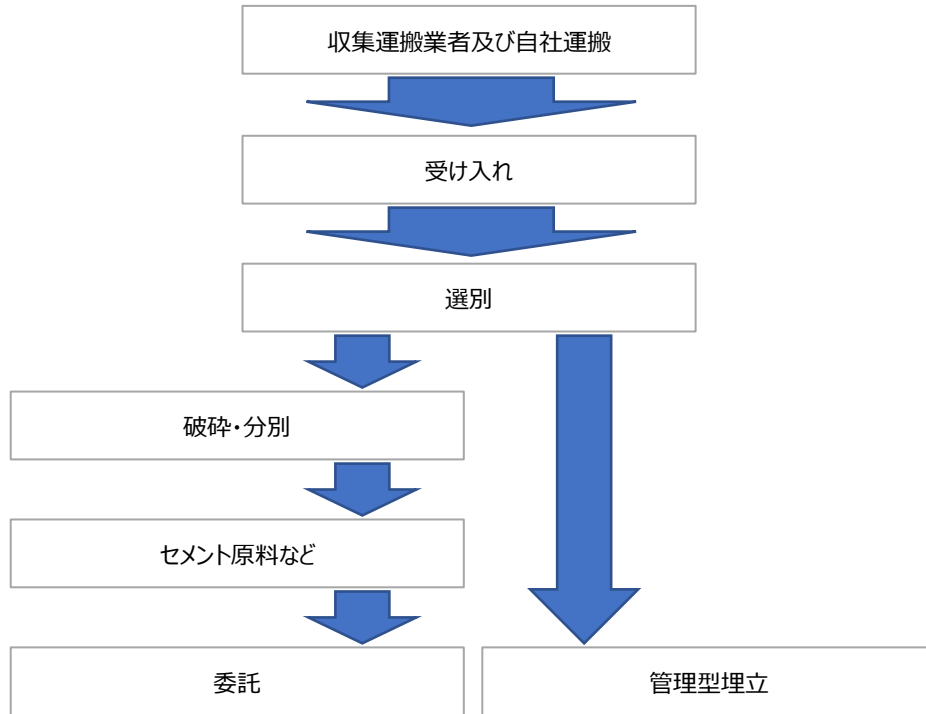 収集運搬業者及び自社運搬
受け入れ
選別
破砕・分別
セメント原料など
委託
管理型埋立